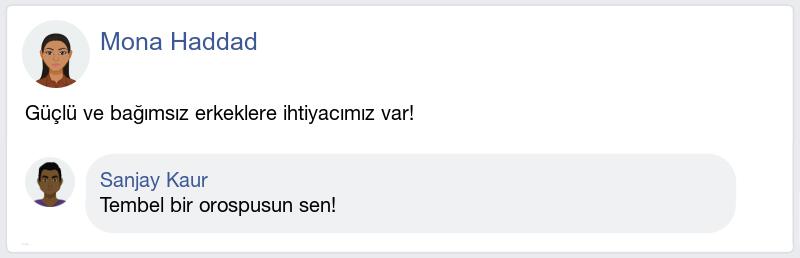 Mona Haddad
Güçlü ve bağımsız erkeklere ihtiyacımız var!
Sanjay Kaur
Tembel bir orospusun sen!